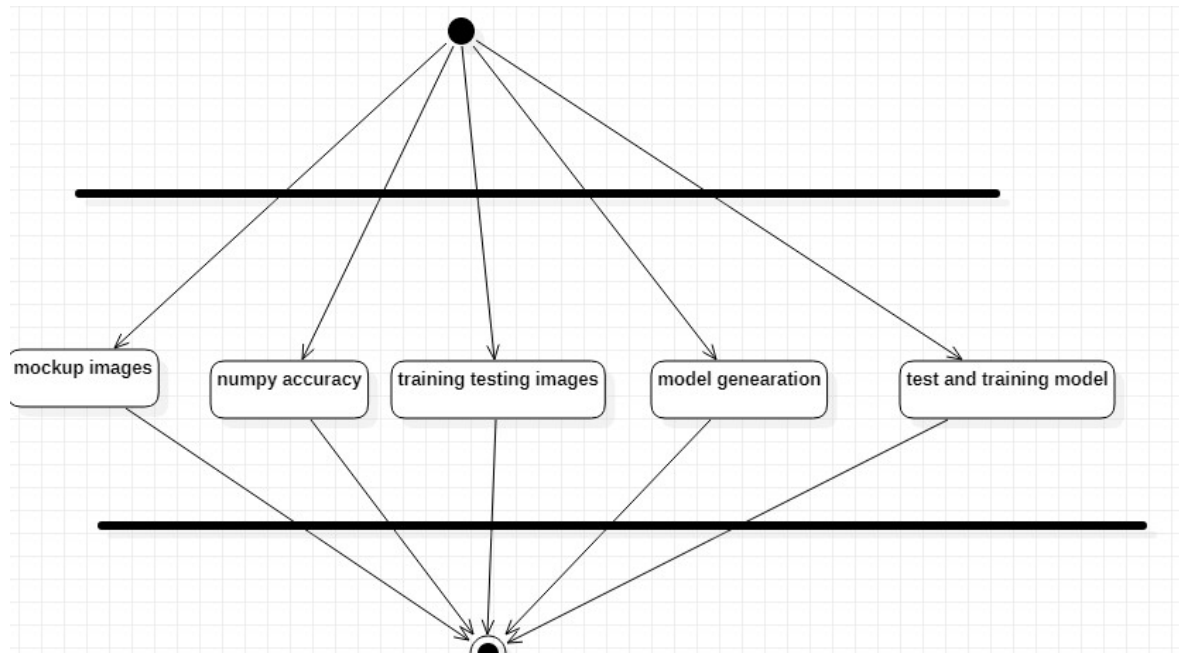 mockup images
numpy accuracy
training testing images
model genearation
test and training model